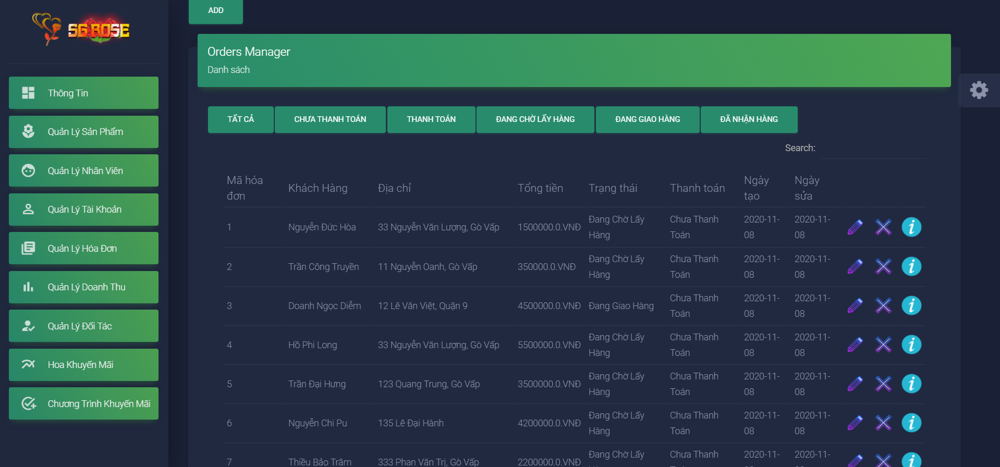 SG ROSE
Thông Tin
Quản Lý Sản Phẩm
Quản Lý Nhân Viên
Quản Lý Tài Khoản
Quản Lý Hóa Đơn
Quản Lý Doanh Thu
Quản Lý Đối Tác
Hoa Khuyến Mãi
Chương Trình Khuyến Mãi
ADD
Orders Manager
Danh sách
TẤT CẢ CHƯA THANH TOÁN THANH TOÁN ĐANG CHỜ LẤY HÀNG ĐANG GIAO HÀNG ĐÃ NHẬN HÀNG
Search:
Mã hóa Ngày Ngày
đơn Khách Hàng Địa chỉ Tổng tiền Trạng thái Thanh toán tạo sửa
Đang Chờ Lấy Chưa Thanh 2020-11- 2020-11-
1 Nguyễn Đức Hòa 33 Nguyễn Văn Lượng, Gò Vấp 1500000.0.VNĐ
Hàng Toán 08 08
Đang Chờ Lấy Chưa Thanh 2020-11- 2020-11-
2 Trần Công Truyền 11 Nguyễn Oanh, Gò Vấp 350000.0.VNĐ
Hàng Toán 08 08
Chưa Thanh 2020-11- 2020-11-
3 Doanh Ngọc Diễm 12 Lê Văn Việt, Quận 9 4500000.0.VNĐ Đang Giao Hàng
Toán 08 08
Đang Chờ Lấy Chưa Thanh 2020-11- 2020-11-
4 Hồ Phi Long 33 Nguyễn Văn Lượng, Gò Vấp 5500000.0.VNĐ
Hàng Toán 08 08
Đang Chờ Lấy Chưa Thanh 2020-11- 2020-11-
5 Trần Đại Hưng 123 Quang Trung, Gò Vấp 3500000.0.VNĐ
Hàng Toán 08 08
Đang Chờ Lấy Chưa Thanh 2020-11- 2020-11-
6 Nguyễn Chi Pu 135 Lê Đại Hành 4200000.0.VNĐ
Hàng Toán 08 08
Đang Chờ Lấy Chưa Thanh 2020-11- 2020-11-
7 Thiều Bảo Trâm 333 Phan Văn Trị, Gò Vấp 2200000.0.VNĐ